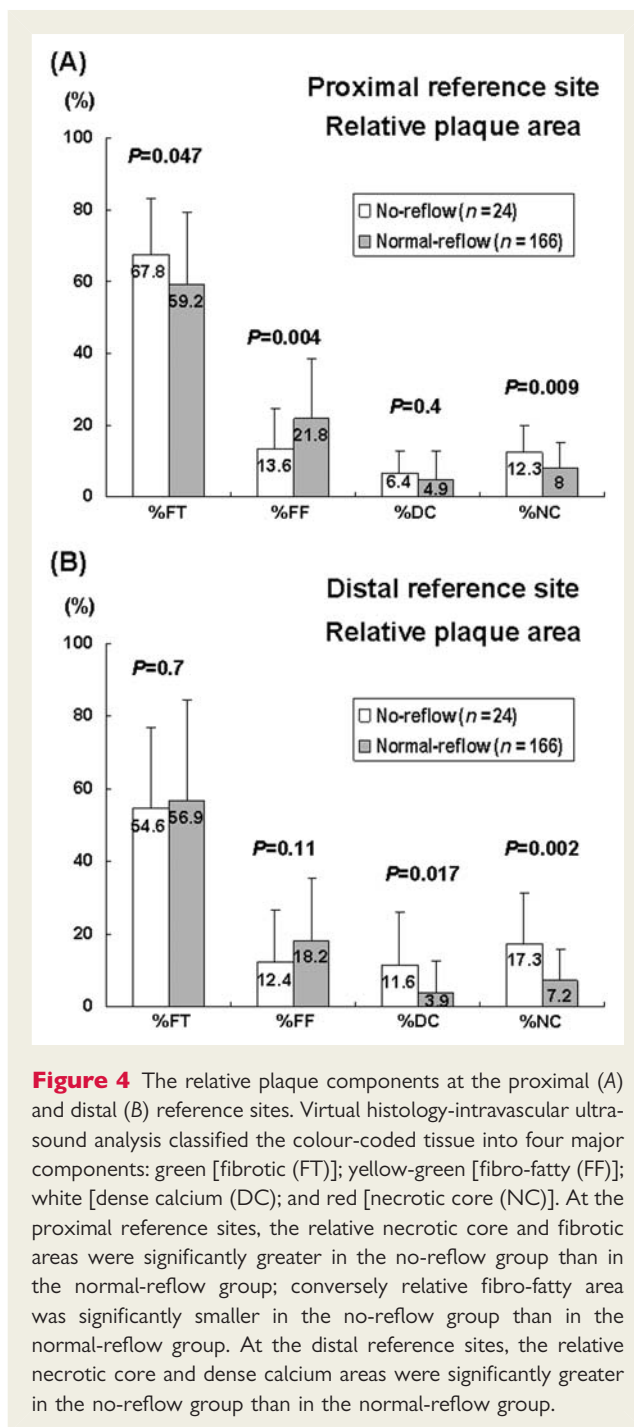 (A)
(%)
Proximal reference site
Relative plaque area
100
80
60
40
20
0
P=0.047
P=0.004
P=0.4
P=0.009
No-reflow (n=24)
Normal-reflow (n=166)
67.8
59.2
13.6
21.8
6.4
4.9
12.3
8
%FT
%FF
%DC
%NC
(B)
(%)
Distal reference site
Relative plaque area
100
80
60
40
20
0
P=0.7
P=0.11
P=0.017
P=0.002
No-reflow (n=24)
Normal-reflow (n=166)
54.6
56.9
12.4
18.2
11.6
3.9
17.3
7.2
%FT
%FF
%DC
%NC
Figure 4 The relative plaque components at the proximal (A)
and distal (B) reference sites. Virtual histology-intravascular ultra-
sound analysis classified the colour-coded tissue into four major
components: green [fibrotic (FT)]; yellow-green [fibro-fatty (FF)];
white [dense calcium (DC); and red [necrotic core (NC)]. At the
proximal reference sites, the relative necrotic core and fibrotic
areas were significantly greater in the no-reflow group than in
the normal-reflow group; conversely relative fibro-fatty area
was significantly smaller in the no-reflow group than in the
normal-reflow group. At the distal reference sites, the relative
necrotic core and dense calcium areas were significantly greater
in the no-reflow group than in the normal-reflow group.